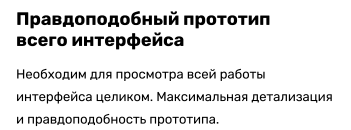 Правдоподобный прототип
всего интерфейса
Необходим для просмотра всей работы
интерфейса целиком. Максимальная детализация
и правдоподобность прототипа.